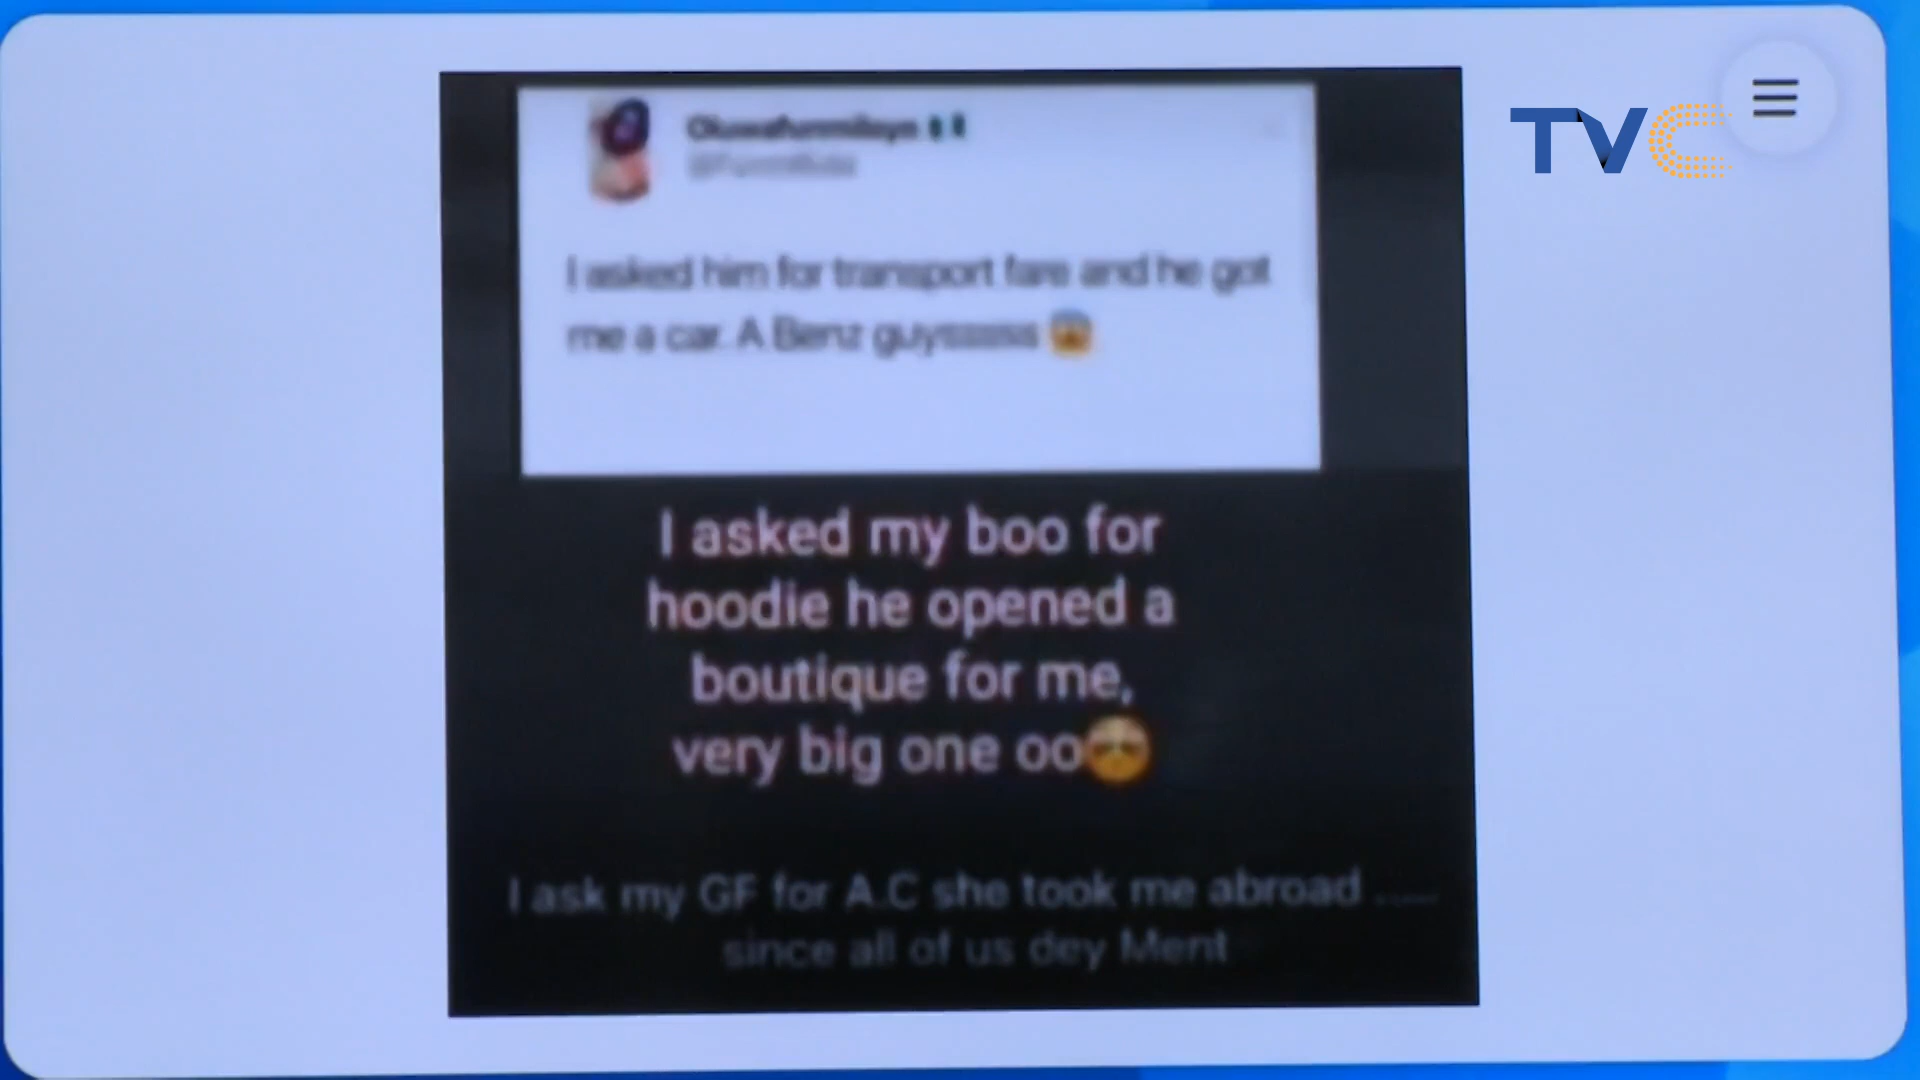 TVC
Oluwafunmilayo
I asked him for transport fare and he got
me a car. A Benz guysssss 😨
I asked my boo for
hoodie he opened a
boutique for me,
very big one oo
I ask my GF for A.C she took me abroad .....
since all of us dey Ment